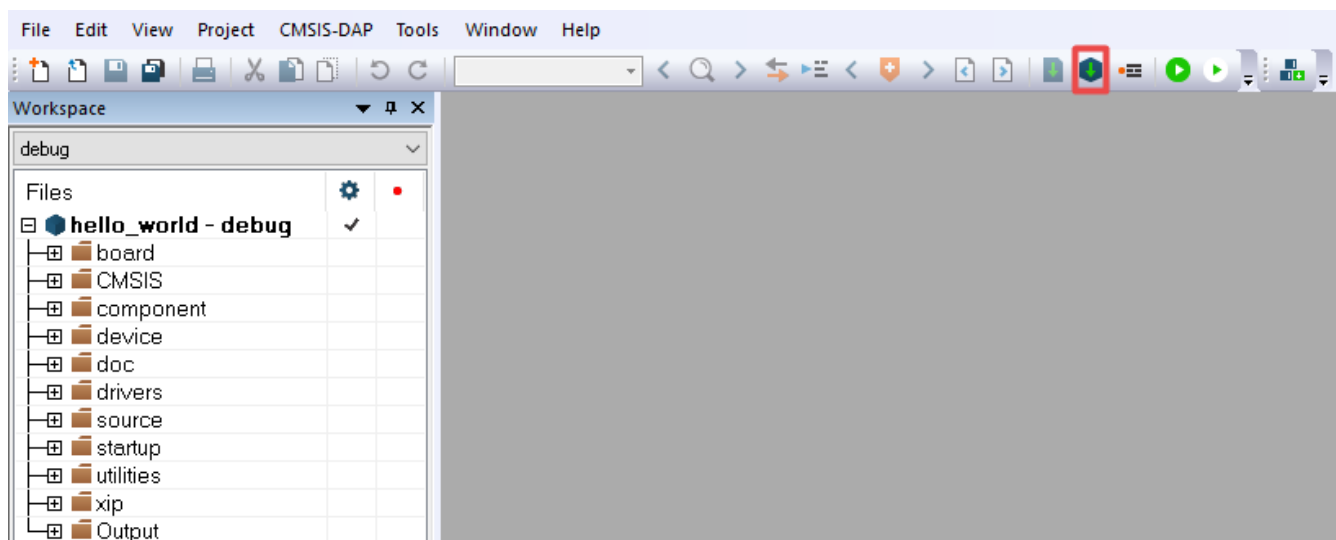 File Edit View Project CMSIS-DAP Tools Window Help
Workspace
debug
Files
hello_world - debug
board
CMSIS
component
device
doc
drivers
source
startup
utilities
xip
Output